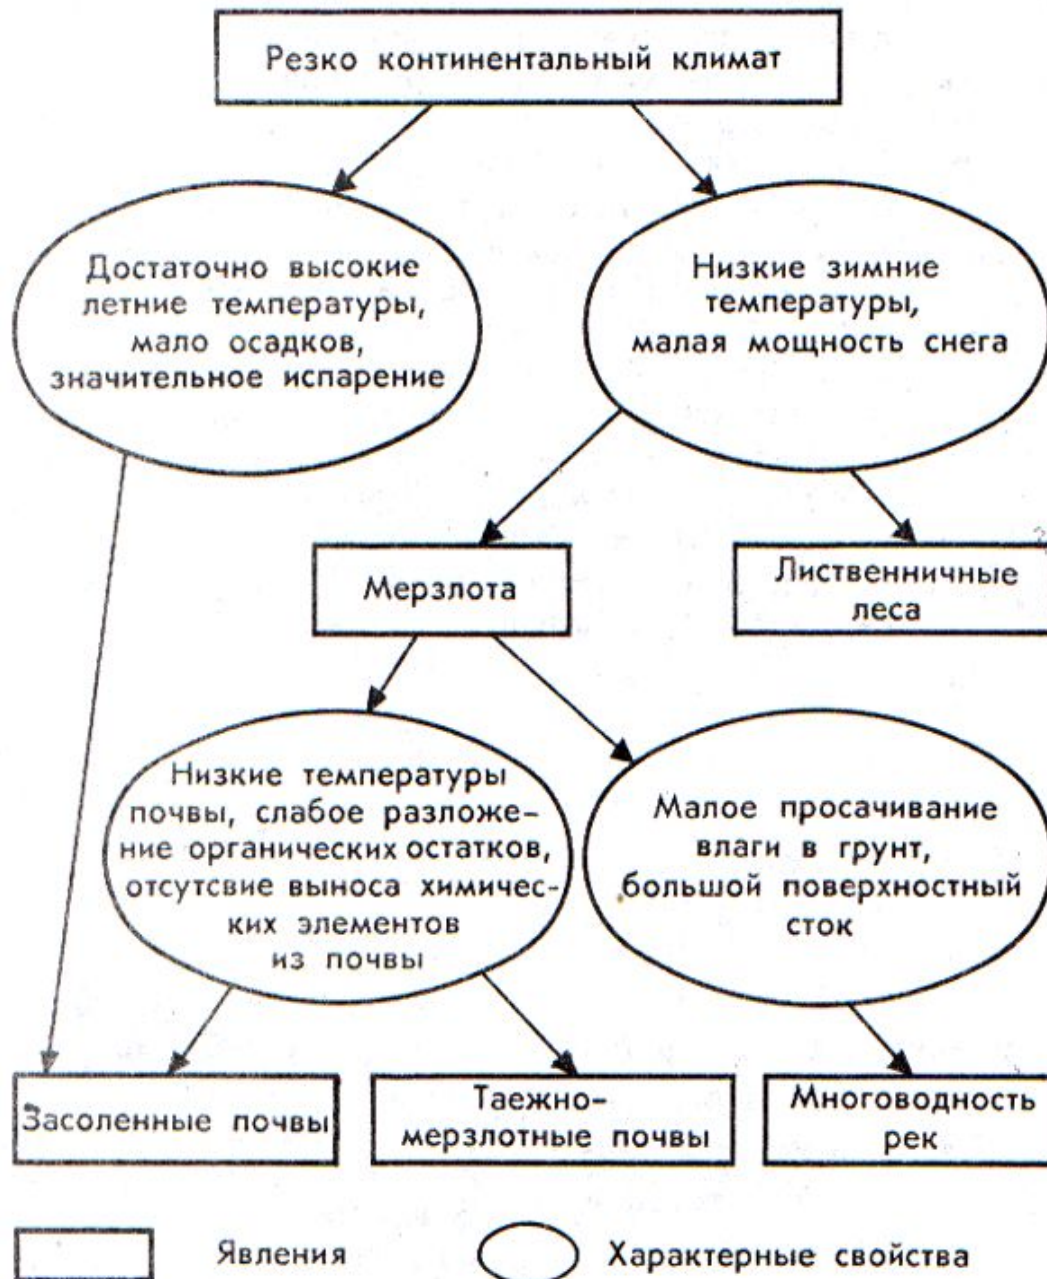 Резко континентальный климат
Достаточно высокие
летние температуры,
мало осадков,
значительное испарение
Низкие зимние
температуры,
малая мощность снега
Мерзлота
Лиственничные
леса
Низкие температуры
почвы, слабое разложе-
ние органических остатков,
отсутсвие выноса химичес-
ких элементов
из почвы
Малое просачивание
влаги в грунт,
большой поверхностный
сток
Засоленные почвы
Таежно-
мерзлотные почвы
Многоводность
рек
Явления
Характерные свойства